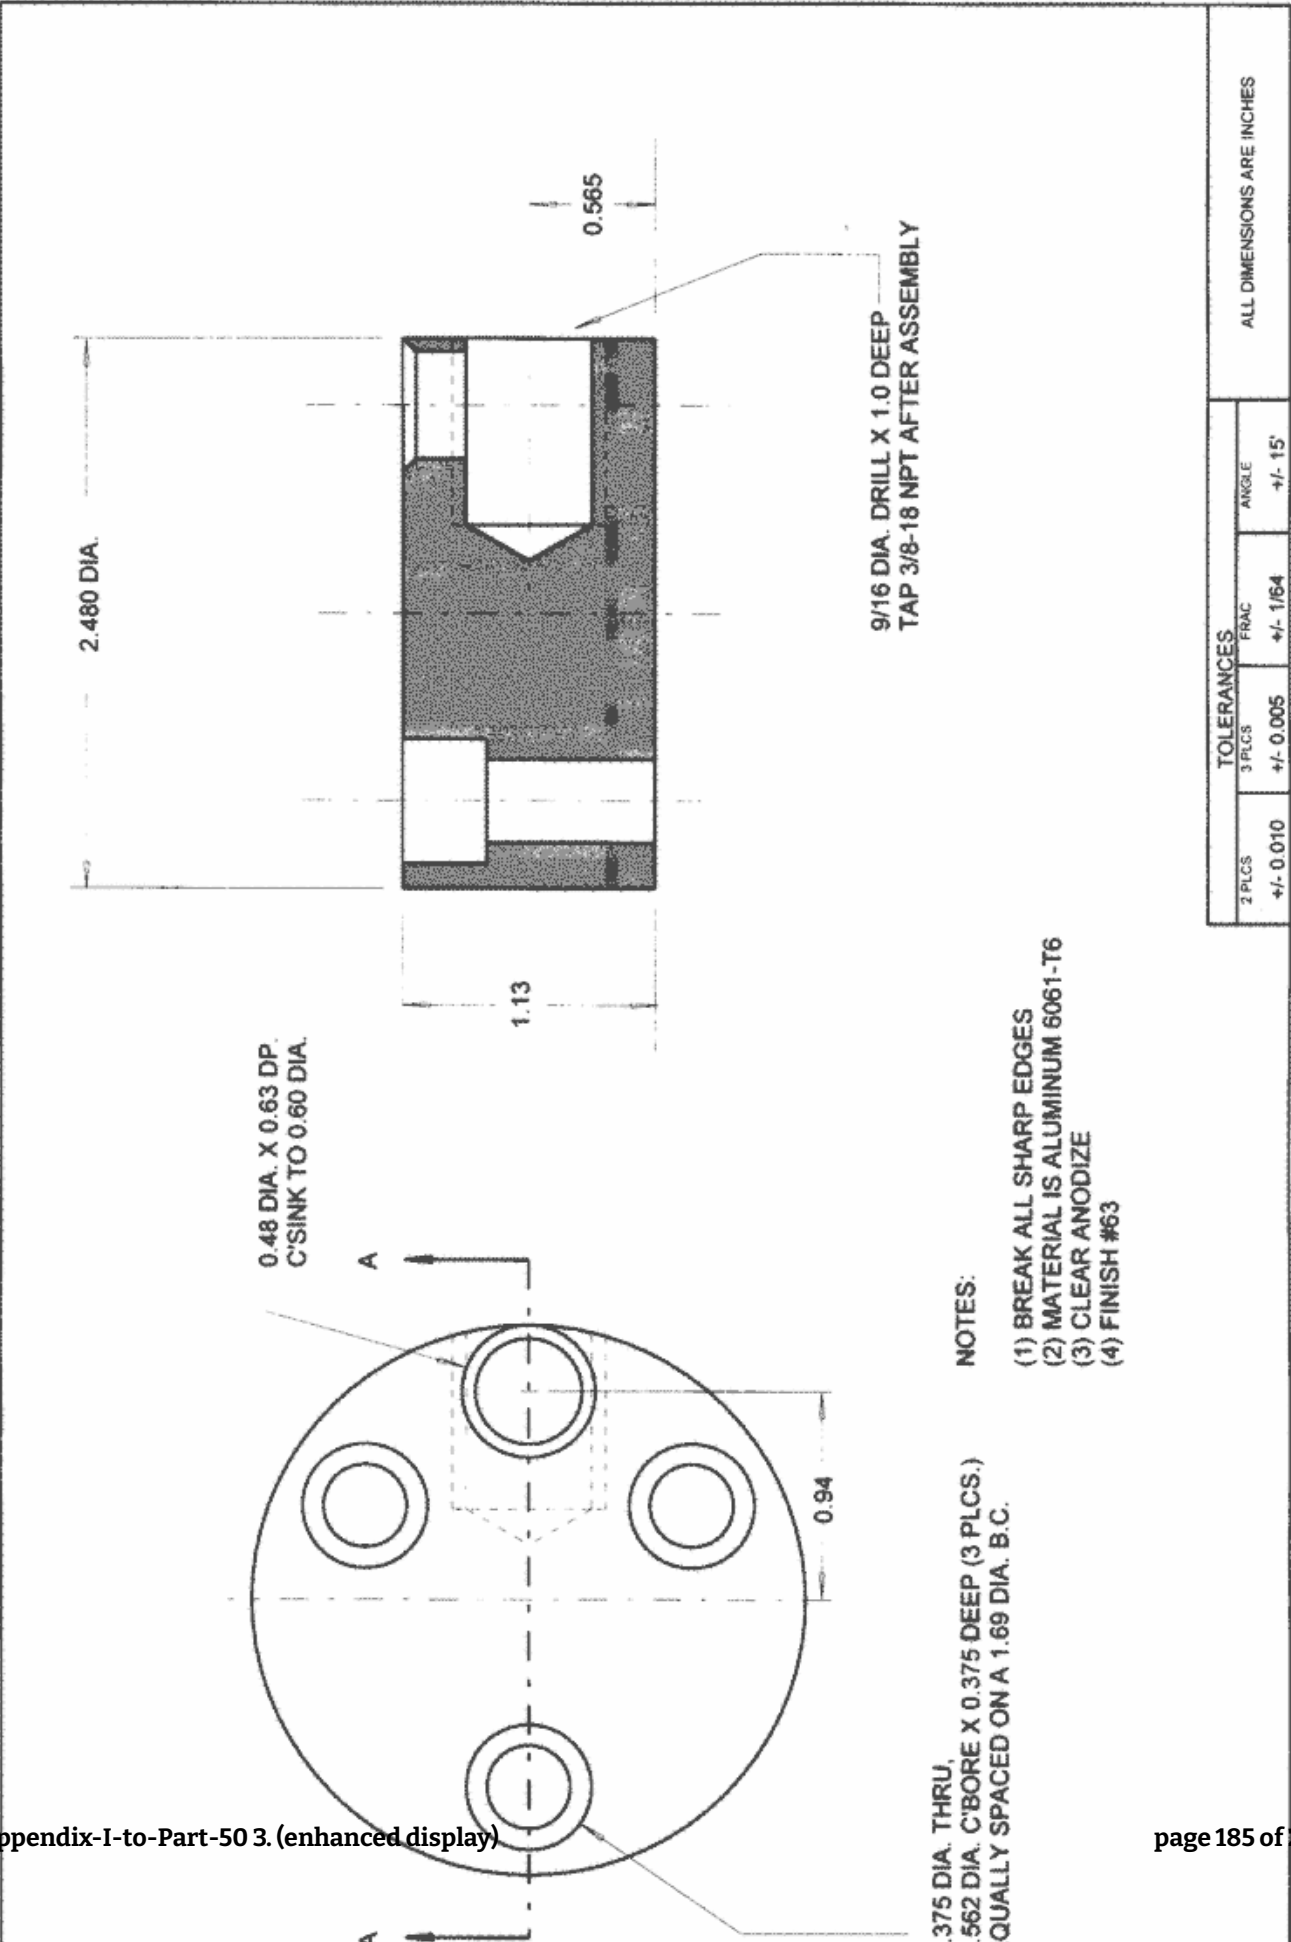 2.480 DIA.
0.565
9/16 DIA. DRILL X 1.0 DEEP
TAP 3/8-18 NPT AFTER ASSEMBLY
1.13
0.48 DIA. X 0.63 DP.
C'SINK TO 0.60 DIA.
A
0.94
A
.375 DIA. THRU,
.562 DIA. C'BORE X 0.375 DEEP (3 PLCS.)
QUALLY SPACED ON A 1.69 DIA. B.C.
NOTES:
(1) BREAK ALL SHARP EDGES
(2) MATERIAL IS ALUMINUM 6061-T6
(3) CLEAR ANODIZE
(4) FINISH #63
TOLERANCES
2 PLCS
3 PLCS
FRAC
ANGLE
+/- 0.010
+/- 0.005
+/- 1/64
+/- 15'
ALL DIMENSIONS ARE INCHES
ppendix-I-to-Part-50 3. (enhanced display)
page 185 of